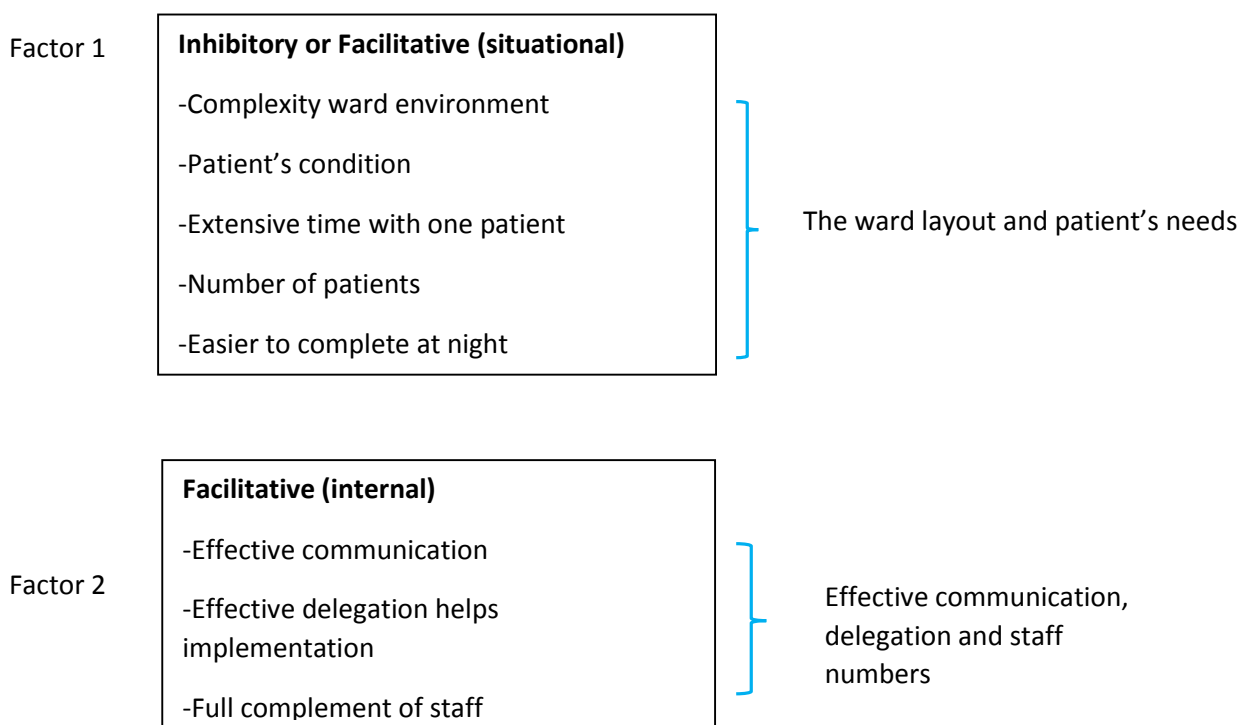 Factor 1
Inhibitory or Facilitative (situational)
-Complexity ward environment
-Patient’s condition
-Extensive time with one patient
-Number of patients
-Easier to complete at night
The ward layout and patient’s needs
Factor 2
Facilitative (internal)
-Effective communication
-Effective delegation helps
implementation
-Full complement of staff
Effective communication,
delegation and staff
numbers